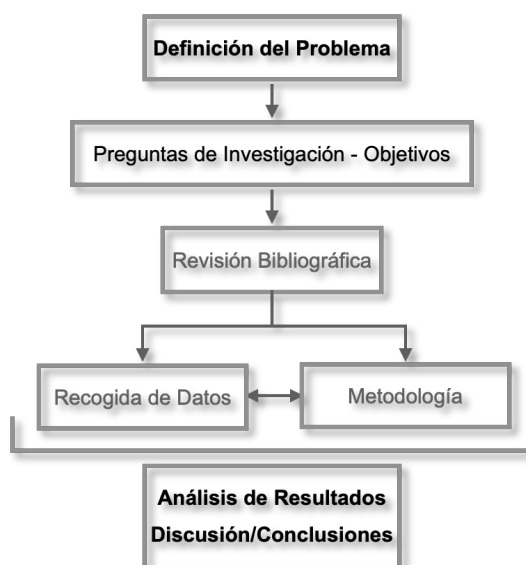 Definición del Problema
Preguntas de Investigación - Objetivos
Revisión Bibliográfica
Recogida de Datos
Metodología
Análisis de Resultados
Discusión/Conclusiones